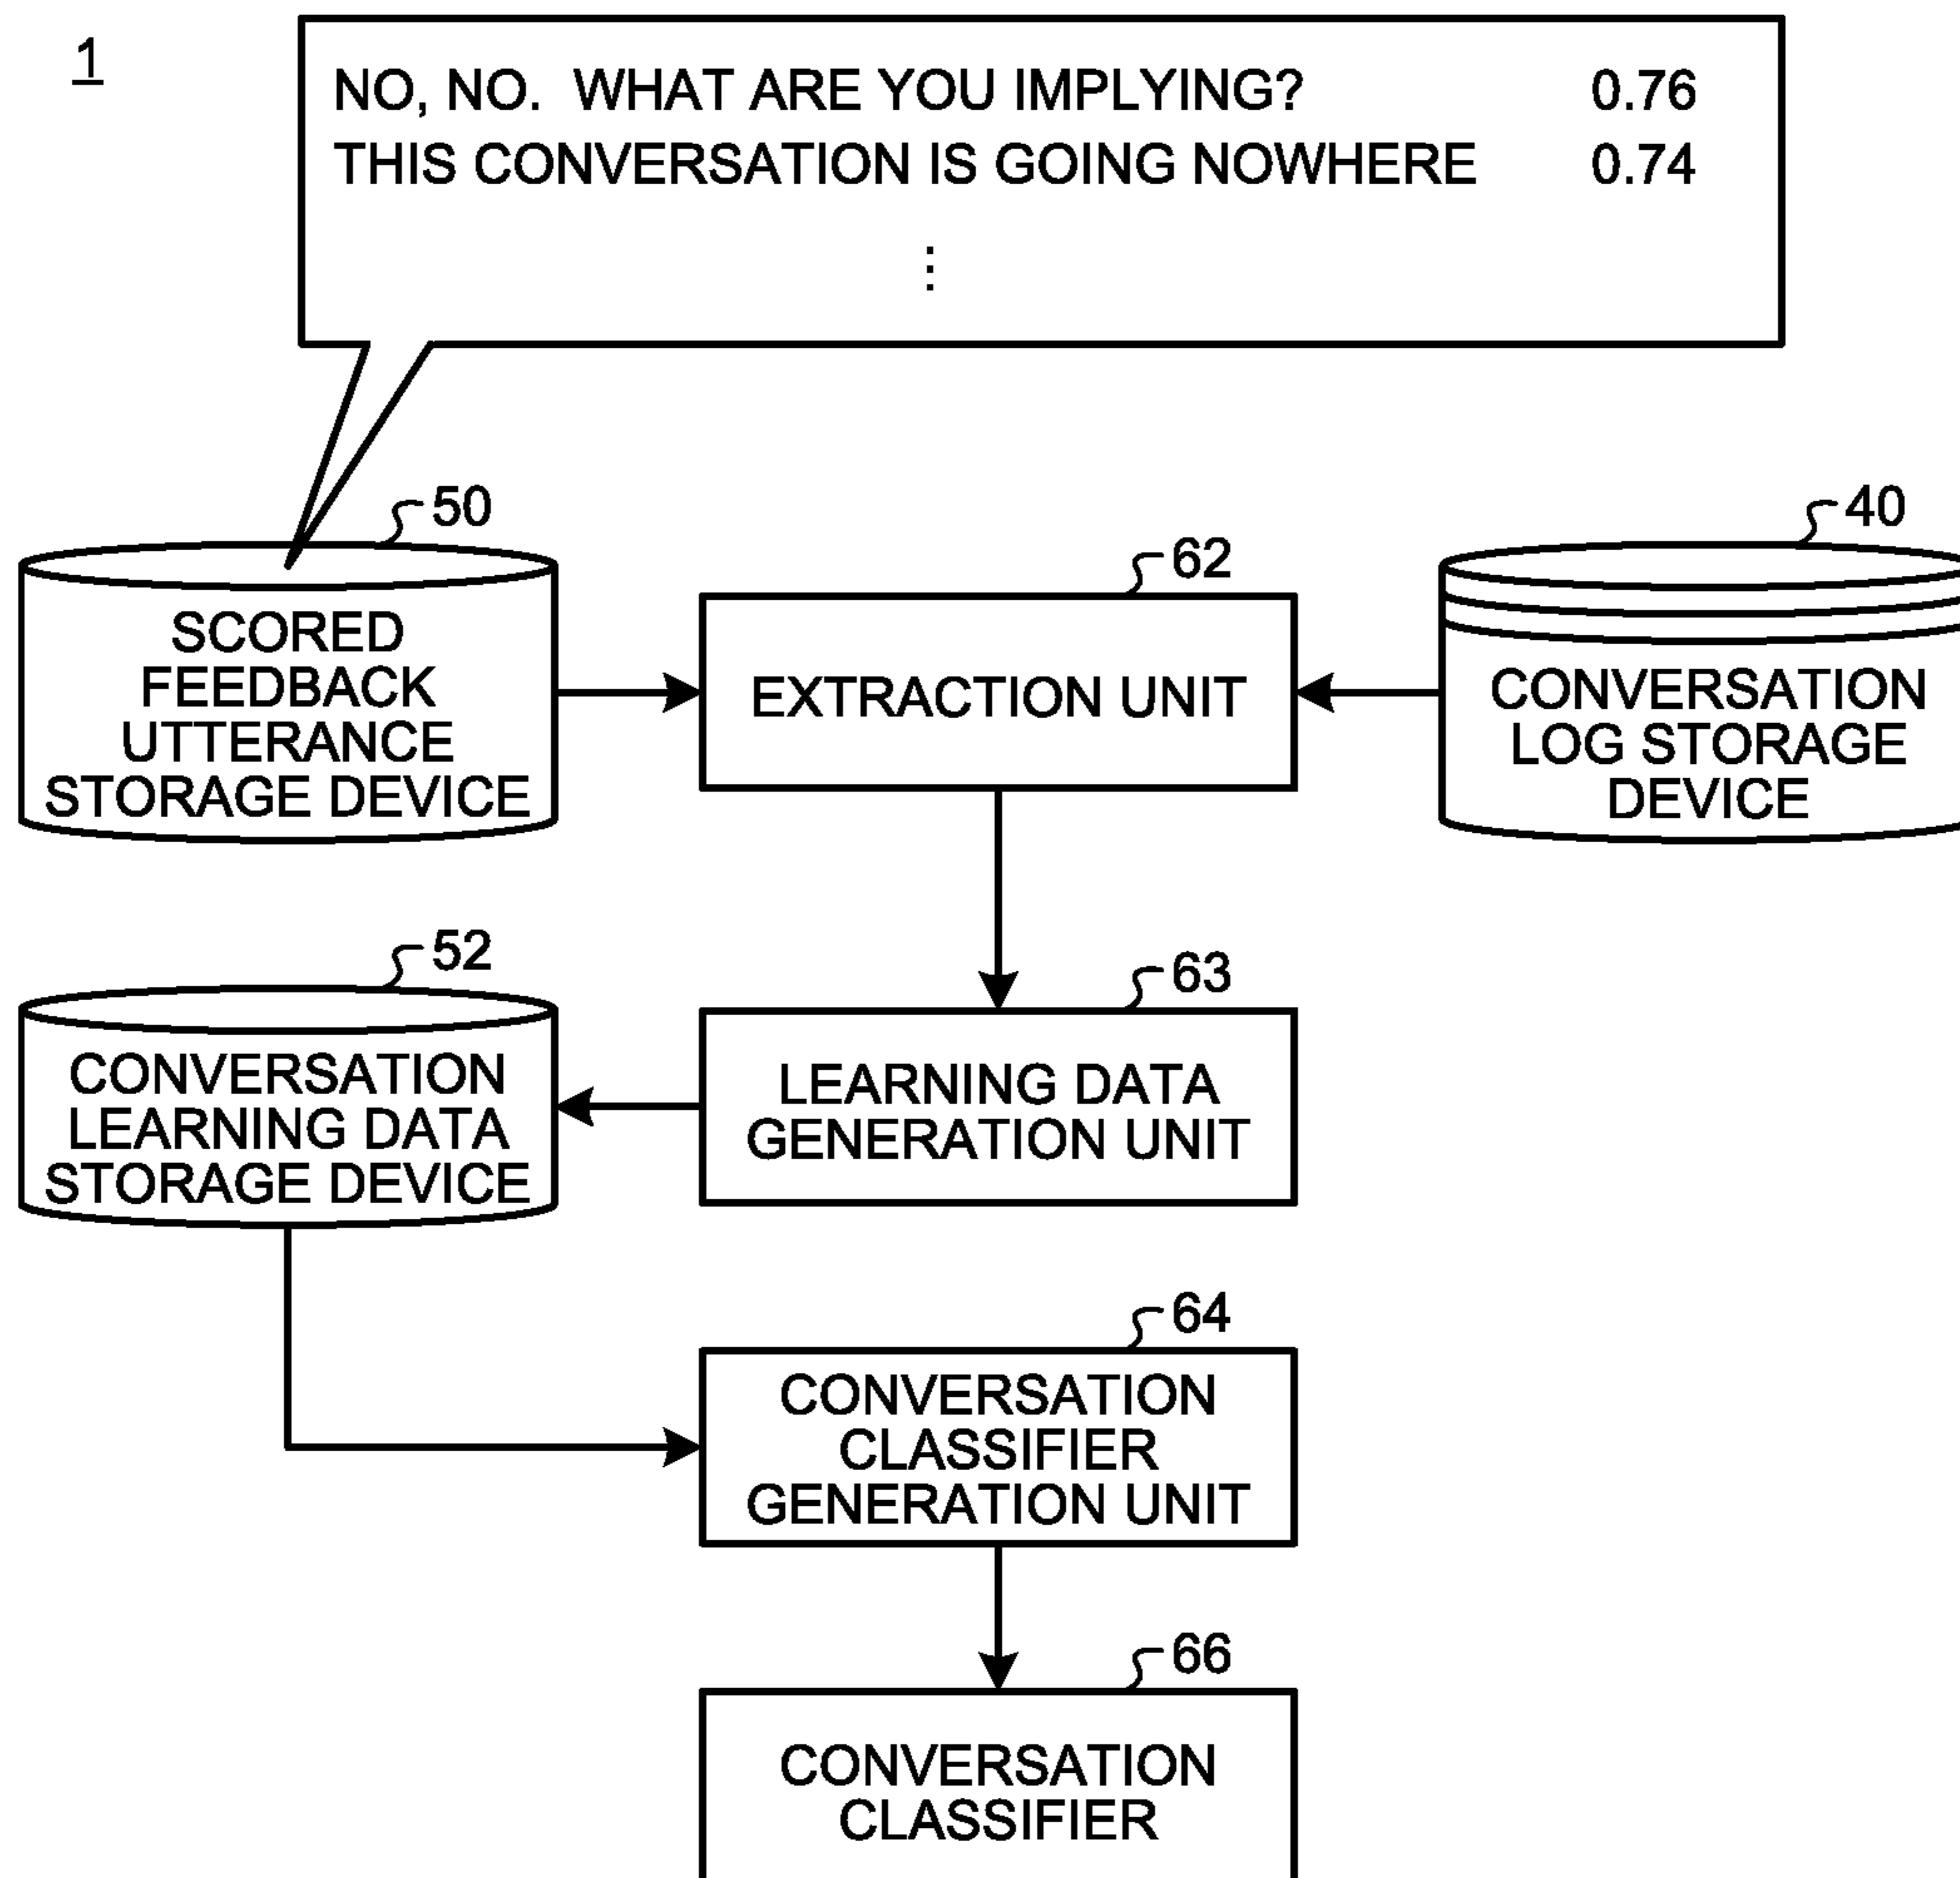 1
NO, NO. WHAT ARE YOU IMPLYING? 0.76
THIS CONVERSATION IS GOING NOWHERE 0.74
⋮
50
SCORED
FEEDBACK
UTTERANCE
STORAGE DEVICE
62
EXTRACTION UNIT
40
CONVERSATION
LOG STORAGE
DEVICE
52
CONVERSATION
LEARNING DATA
STORAGE DEVICE
63
LEARNING DATA
GENERATION UNIT
64
CONVERSATION
CLASSIFIER
GENERATION UNIT
66
CONVERSATION
CLASSIFIER